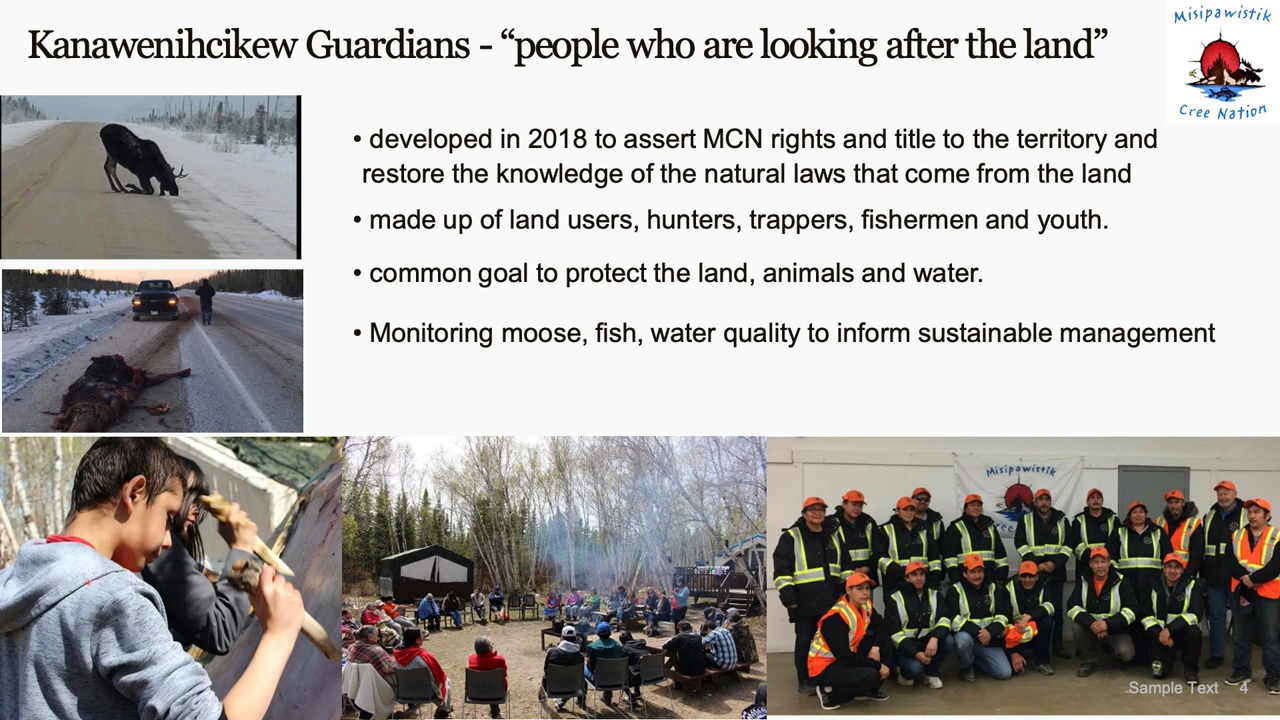 Kanawenihcikew Guardians - “people who are looking after the land”
Misipawistik
Cree Nation
• developed in 2018 to assert MCN rights and title to the territory and
restore the knowledge of the natural laws that come from the land
• made up of land users, hunters, trappers, fishermen and youth.
• common goal to protect the land, animals and water.
• Monitoring moose, fish, water quality to inform sustainable management
Misipawistik
Cree
Sample Text 4